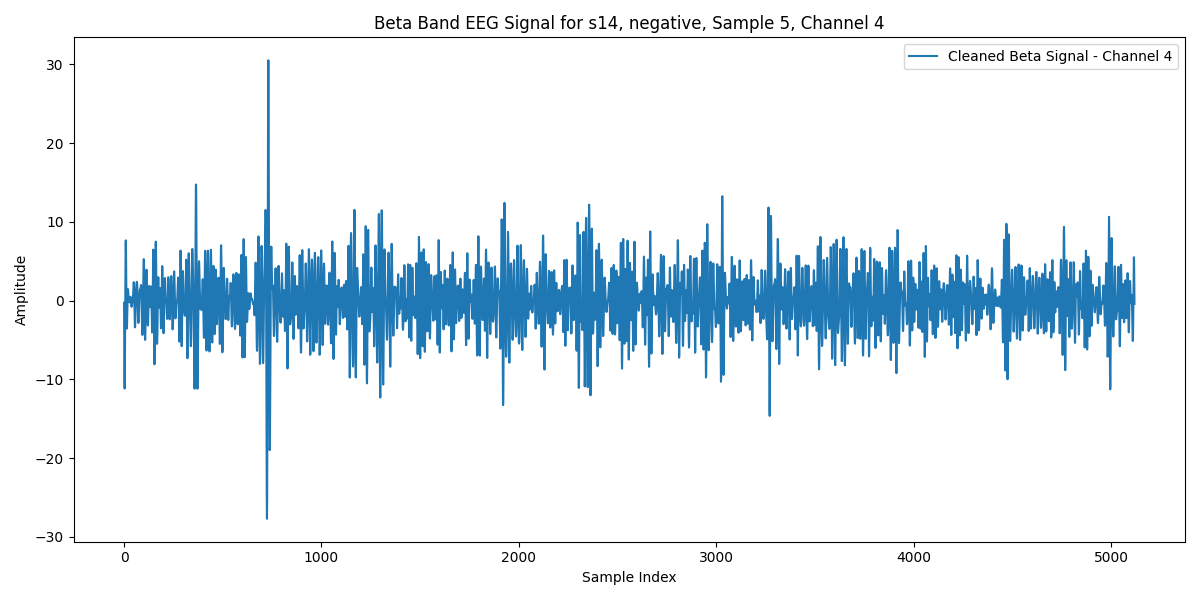 Beta Band EEG Signal for s14, negative, Sample 5, Channel 4
Cleaned Beta Signal - Channel 4
Amplitude
30
20
10
0
−10
−20
−30
0 1000 2000 3000 4000 5000
Sample Index